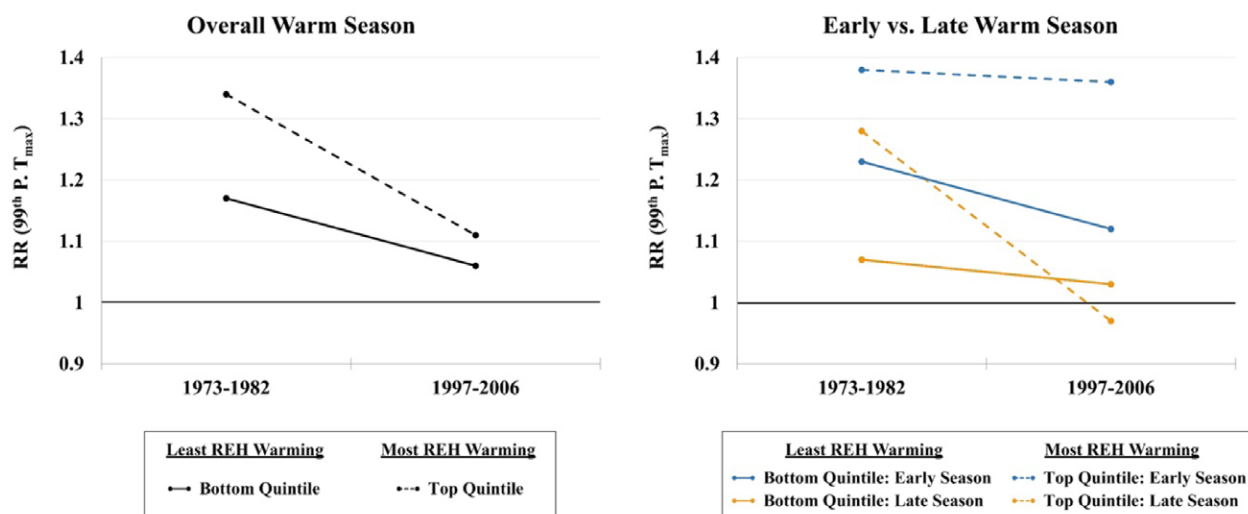 Overall Warm Season
RR (99th P. Tmax)
1.4
1.3
1.2
1.1
1
0.9
1973-1982
1997-2006
Least REH Warming
Most REH Warming
Bottom Quintile
Top Quintile
Early vs. Late Warm Season
RR (99th P. Tmax)
1.4
1.3
1.2
1.1
1
0.9
1973-1982
1997-2006
Least REH Warming
Most REH Warming
Bottom Quintile: Early Season
Top Quintile: Early Season
Bottom Quintile: Late Season
Top Quintile: Late Season